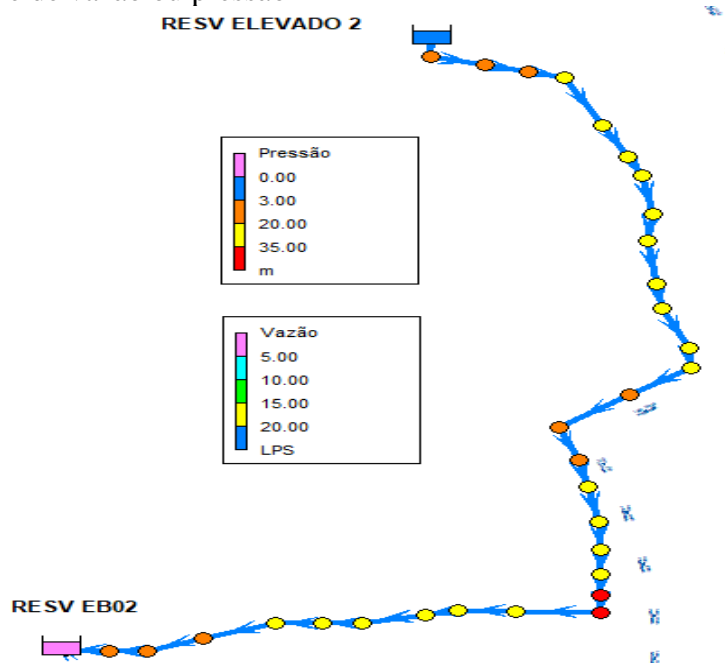 RESV ELEVADO 2
Pressão
0.00
3.00
20.00
35.00
m
Vazão
5.00
10.00
15.00
20.00
LPS
RESV EB02